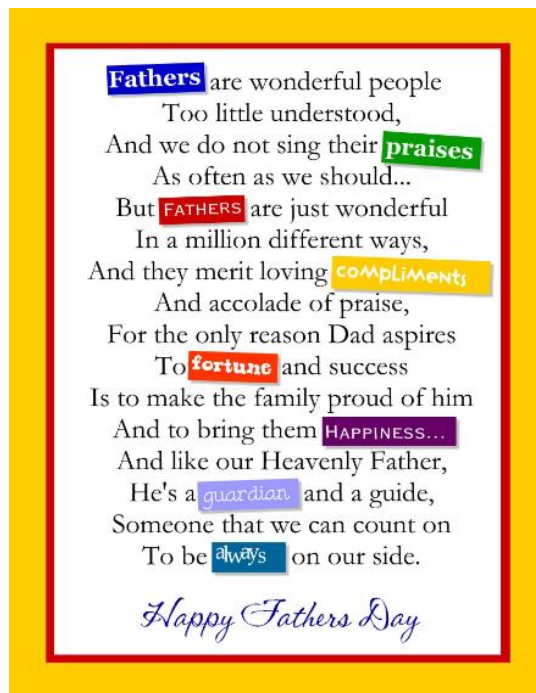 Fathers are wonderful people
Too little understood,
And we do not sing their praises
As often as we should...
But FATHERS are just wonderful
In a million different ways,
And they merit loving compliments
And accolade of praise,
For the only reason Dad aspires
To fortune and success
Is to make the family proud of him
And to bring them HAPPINESS...
And like our Heavenly Father,
He's a guardian and a guide,
Someone that we can count on
To be always on our side.
Happy Fathers Day